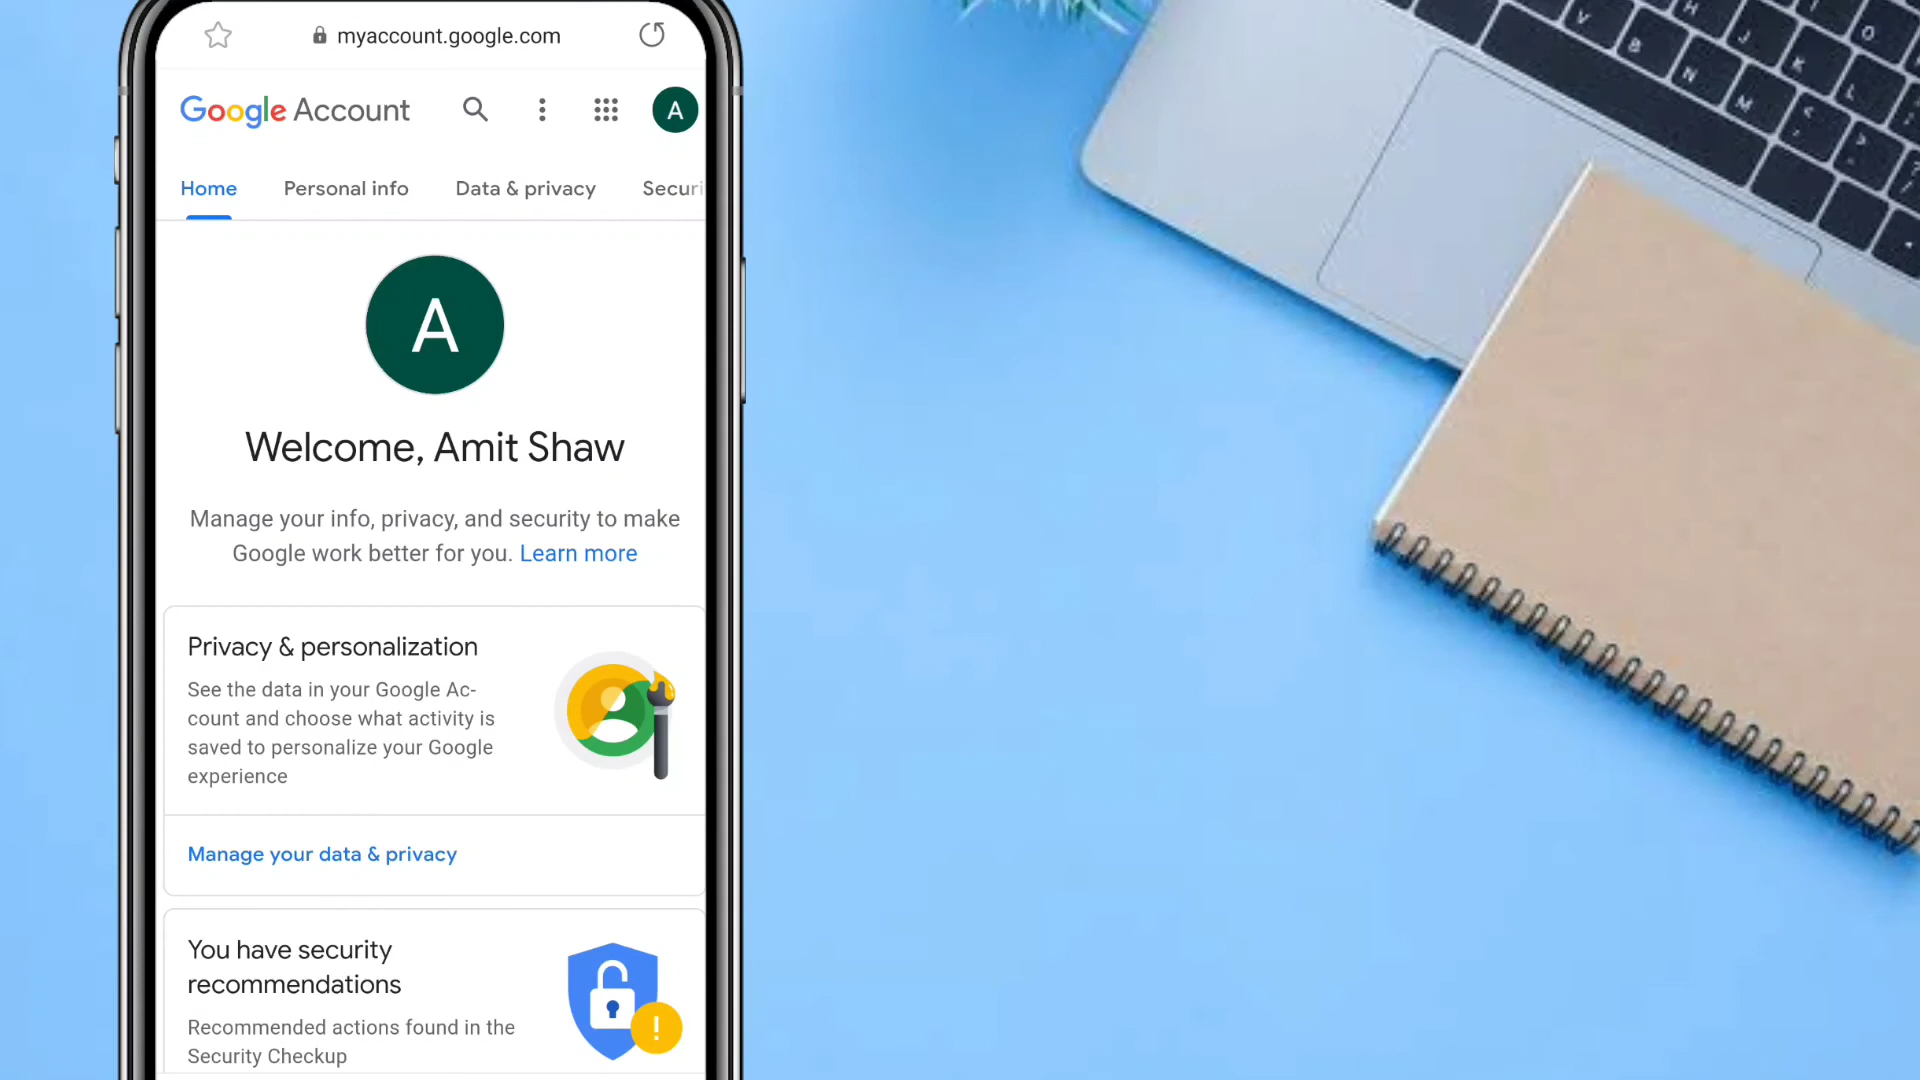 myaccount.google.com
Google Account
A
Home Personal info Data & privacy Securi
A
Welcome, Amit Shaw
Manage your info, privacy, and security to make
Google work better for you. Learn more
Privacy & personalization
See the data in your Google Ac-
count and choose what activity is
saved to personalize your Google
experience
Manage your data & privacy
You have security
recommendations
Recommended actions found in the
Security Checkup
V
B
N
M
H
J
K
L
O